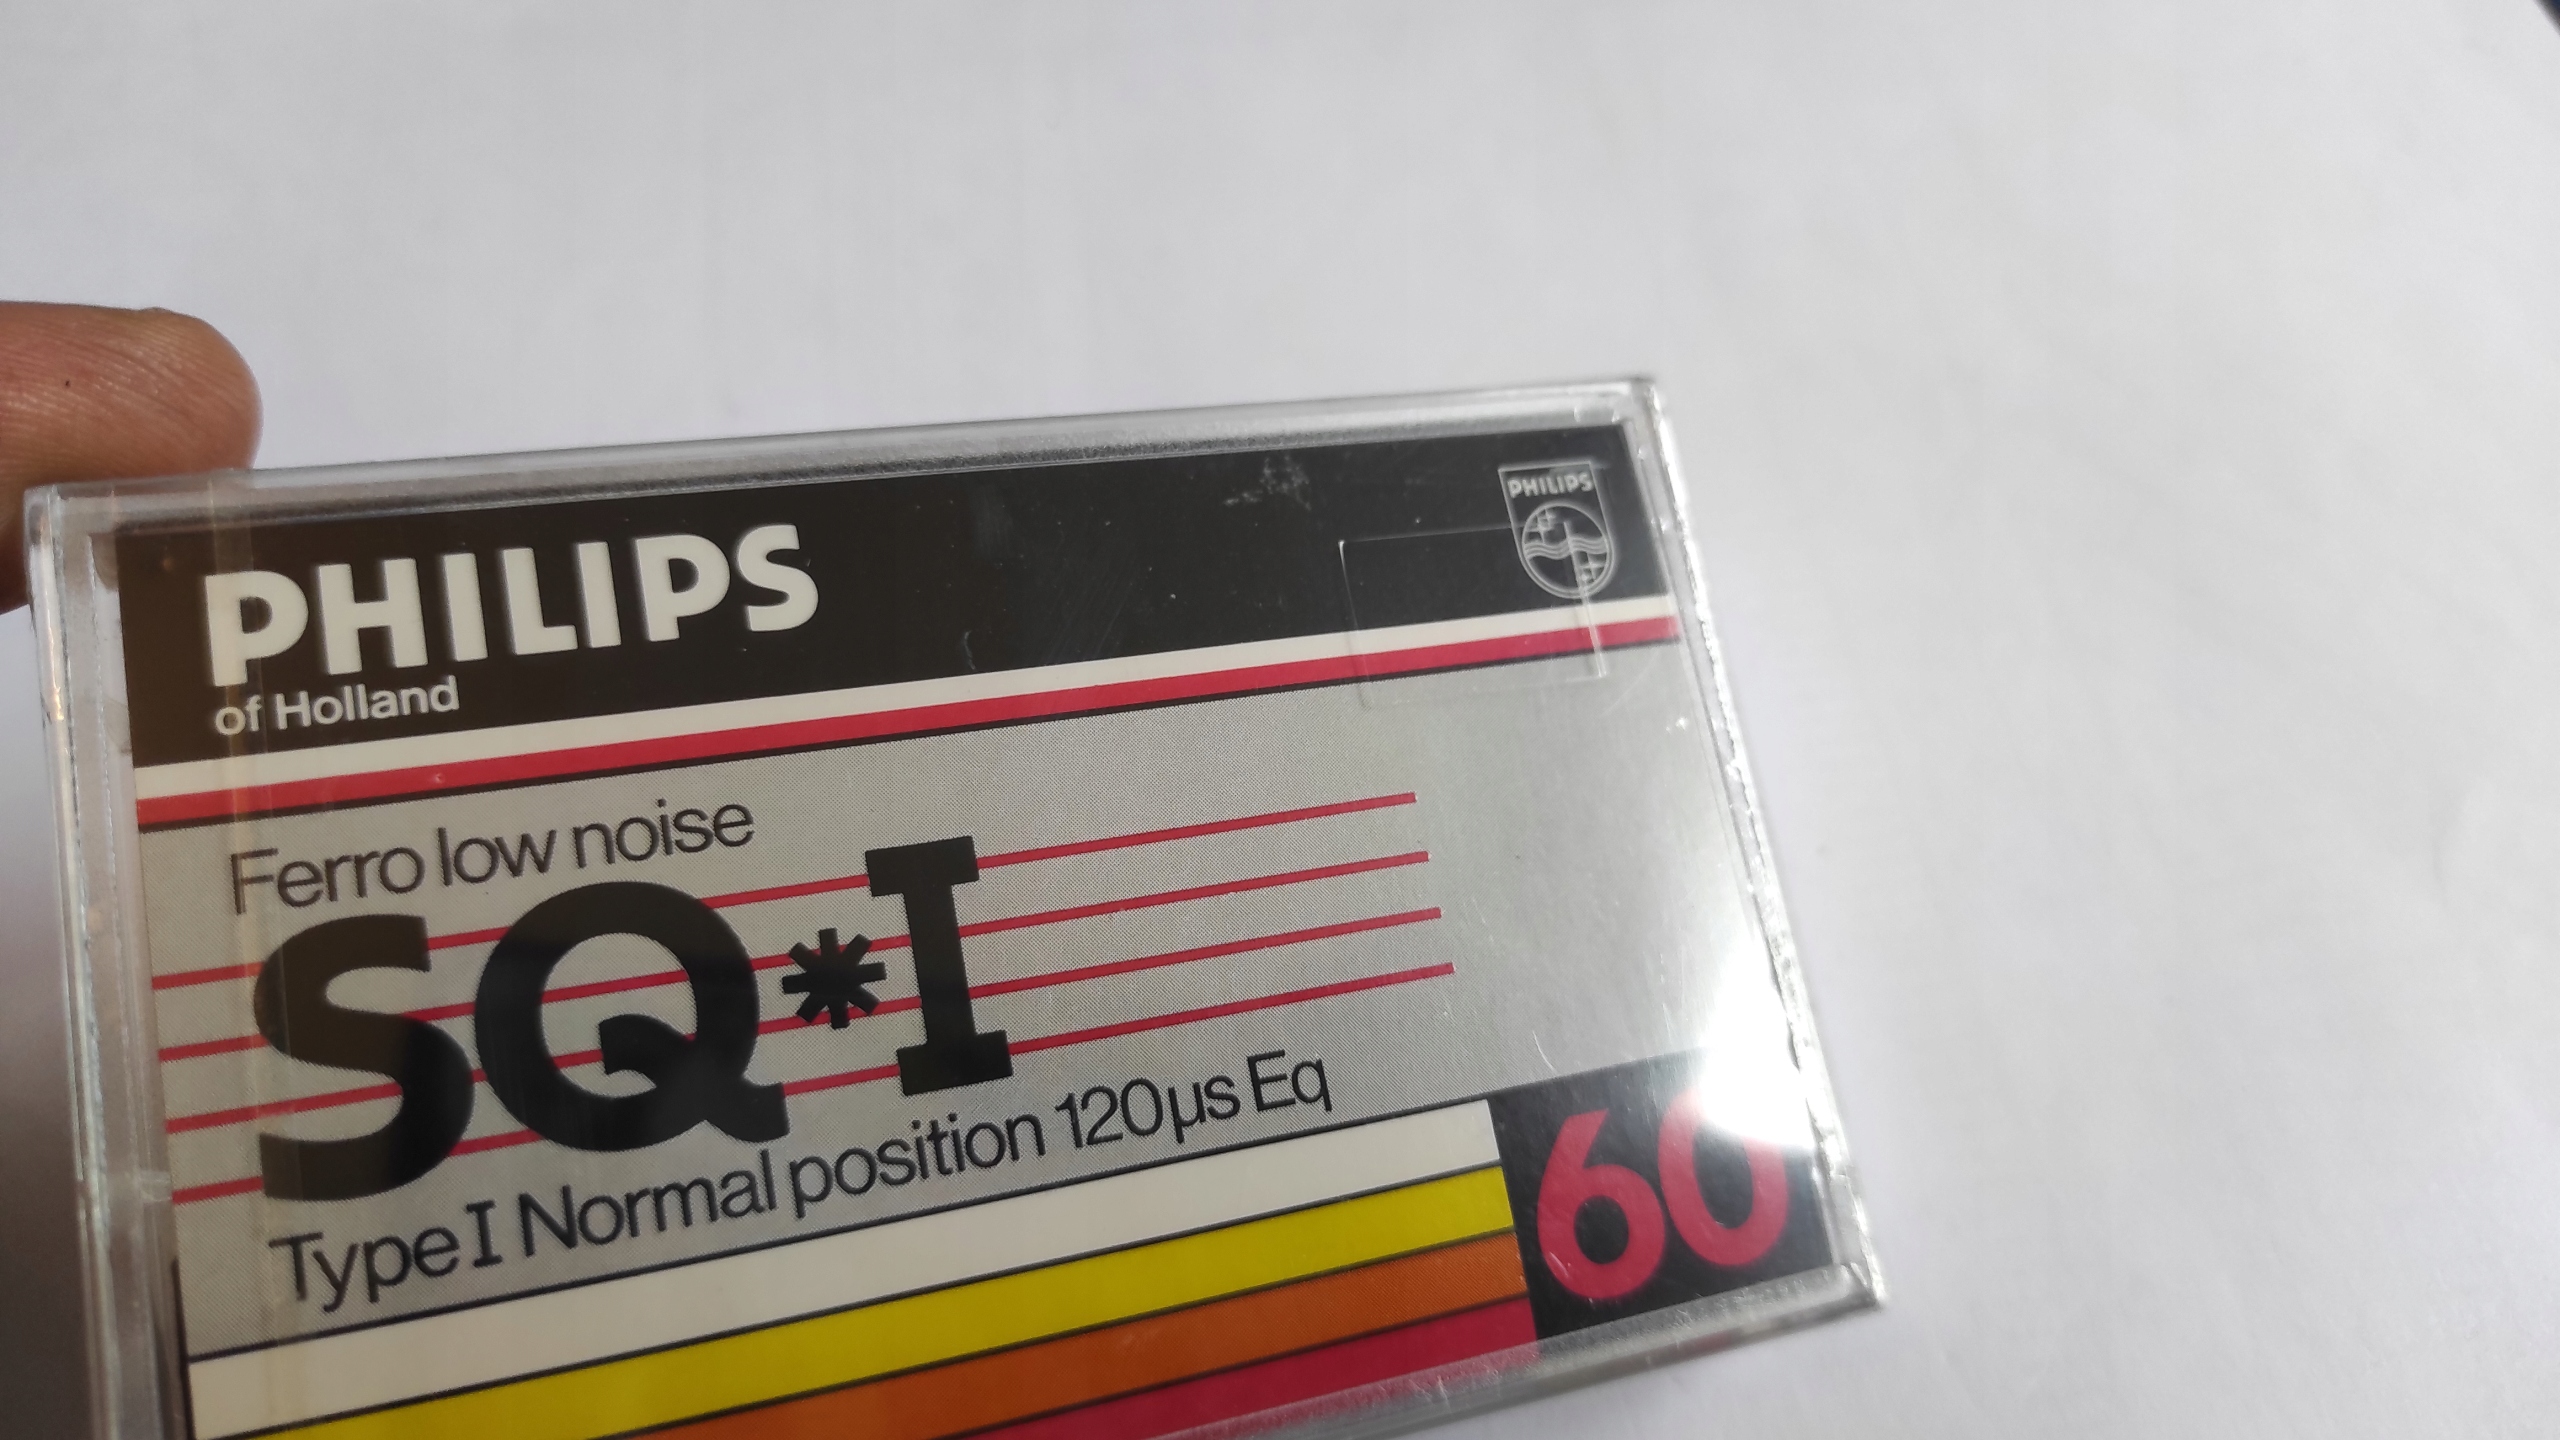 PHILIPS
of Holland
PHILIPS
Ferro low noise
SQ*I
Type I Normal position 120µs Eq
60